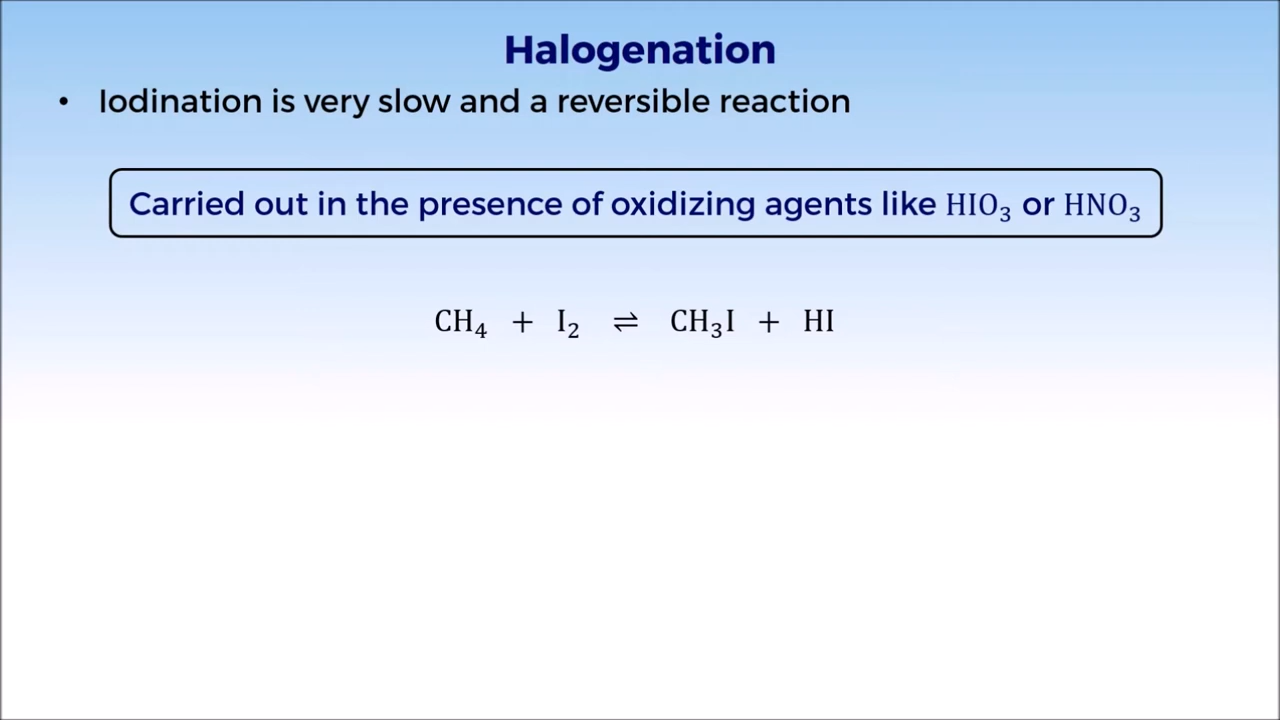 Halogenation
• Iodination is very slow and a reversible reaction
Carried out in the presence of oxidizing agents like HIO₃ or HNO₃
CH₄ + I₂ ⇌ CH₃I + HI